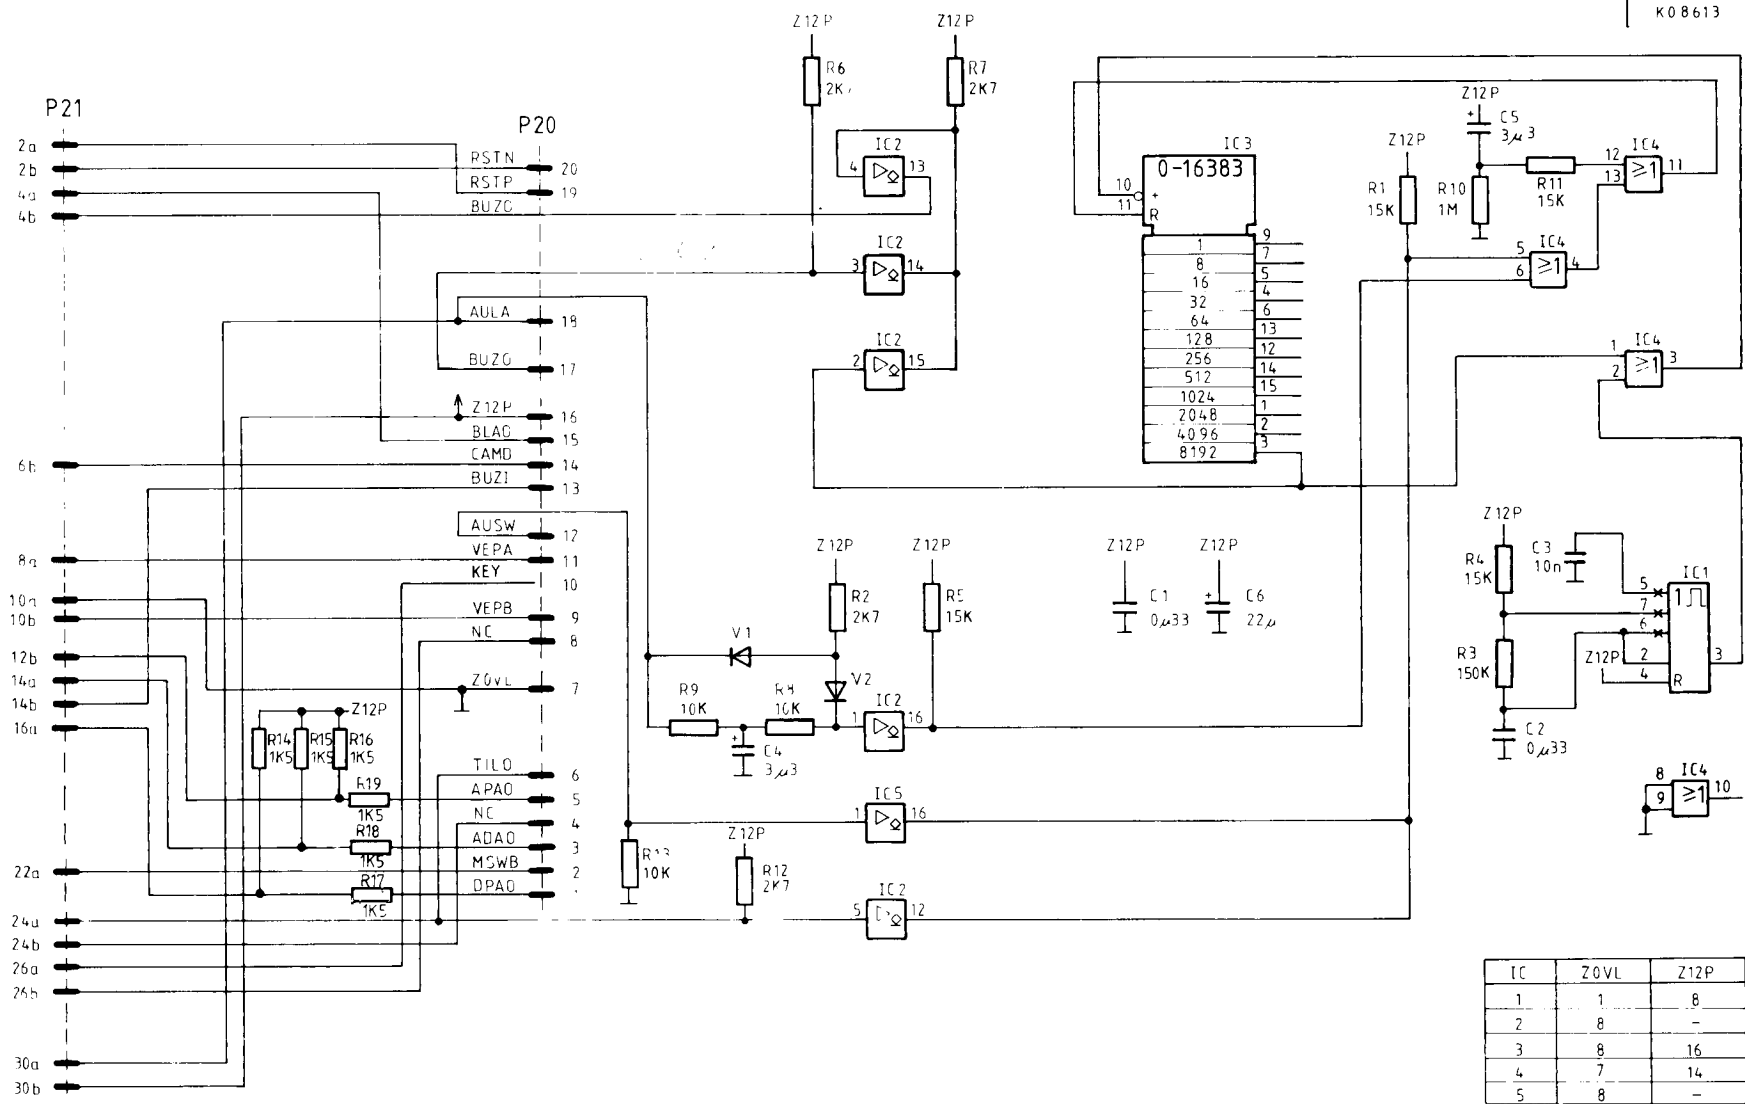 K08613
Z12P
Z12P
R6
2K7
R7
2K7
P21
P20
Z12P
C5
3µ3
Z12P
2a
2b
4a
4b
RSTN
20
RSTP
19
BUZO
IC2
4
13
IC3
0-16383
10
+
11
R
R1
15K
R10
1M
R11
15K
12
13
IC4
≥1
11
IC2
3
14
1
9
8
7
16
5
32
4
64
6
128
13
256
12
512
14
1024
15
2048
1
4096
2
8192
3
5
6
IC4
≥1
4
AULA
18
BUZO
17
IC2
2
15
1
2
IC4
≥1
3
Z12P
16
BLAO
15
6b
CAMD
14
BUZI
13
AUSW
12
8a
VEPA
11
KEY
10
10a
10b
VEPB
9
NC
8
12b
14a
14b
16a
Z0VL
7
Z12P
R14
1K5
R15
1K5
R16
1K5
Z12P
R2
2K7
Z12P
R5
15K
V1
V2
R9
10K
R8
10K
C4
3µ3
IC2
1
16
Z12P
C1
0µ33
Z12P
C6
22µ
Z12P
R4
15K
C3
10n
IC1
1
5
7
6
2
4
R
3
Z12P
R3
150K
C2
0µ33
TILO
6
R19
1K5
APAO
5
NC
4
R18
1K5
ADAO
3
22a
MSWB
2
R17
1K5
DPAO
1
R13
10K
Z12P
R12
2K7
IC5
1
16
IC2
5
12
8
9
IC4
≥1
10
24a
24b
26a
26b
30a
30b
IC Z0VL Z12P
1 1 8
2 8 -
3 8 16
4 7 14
5 8 -